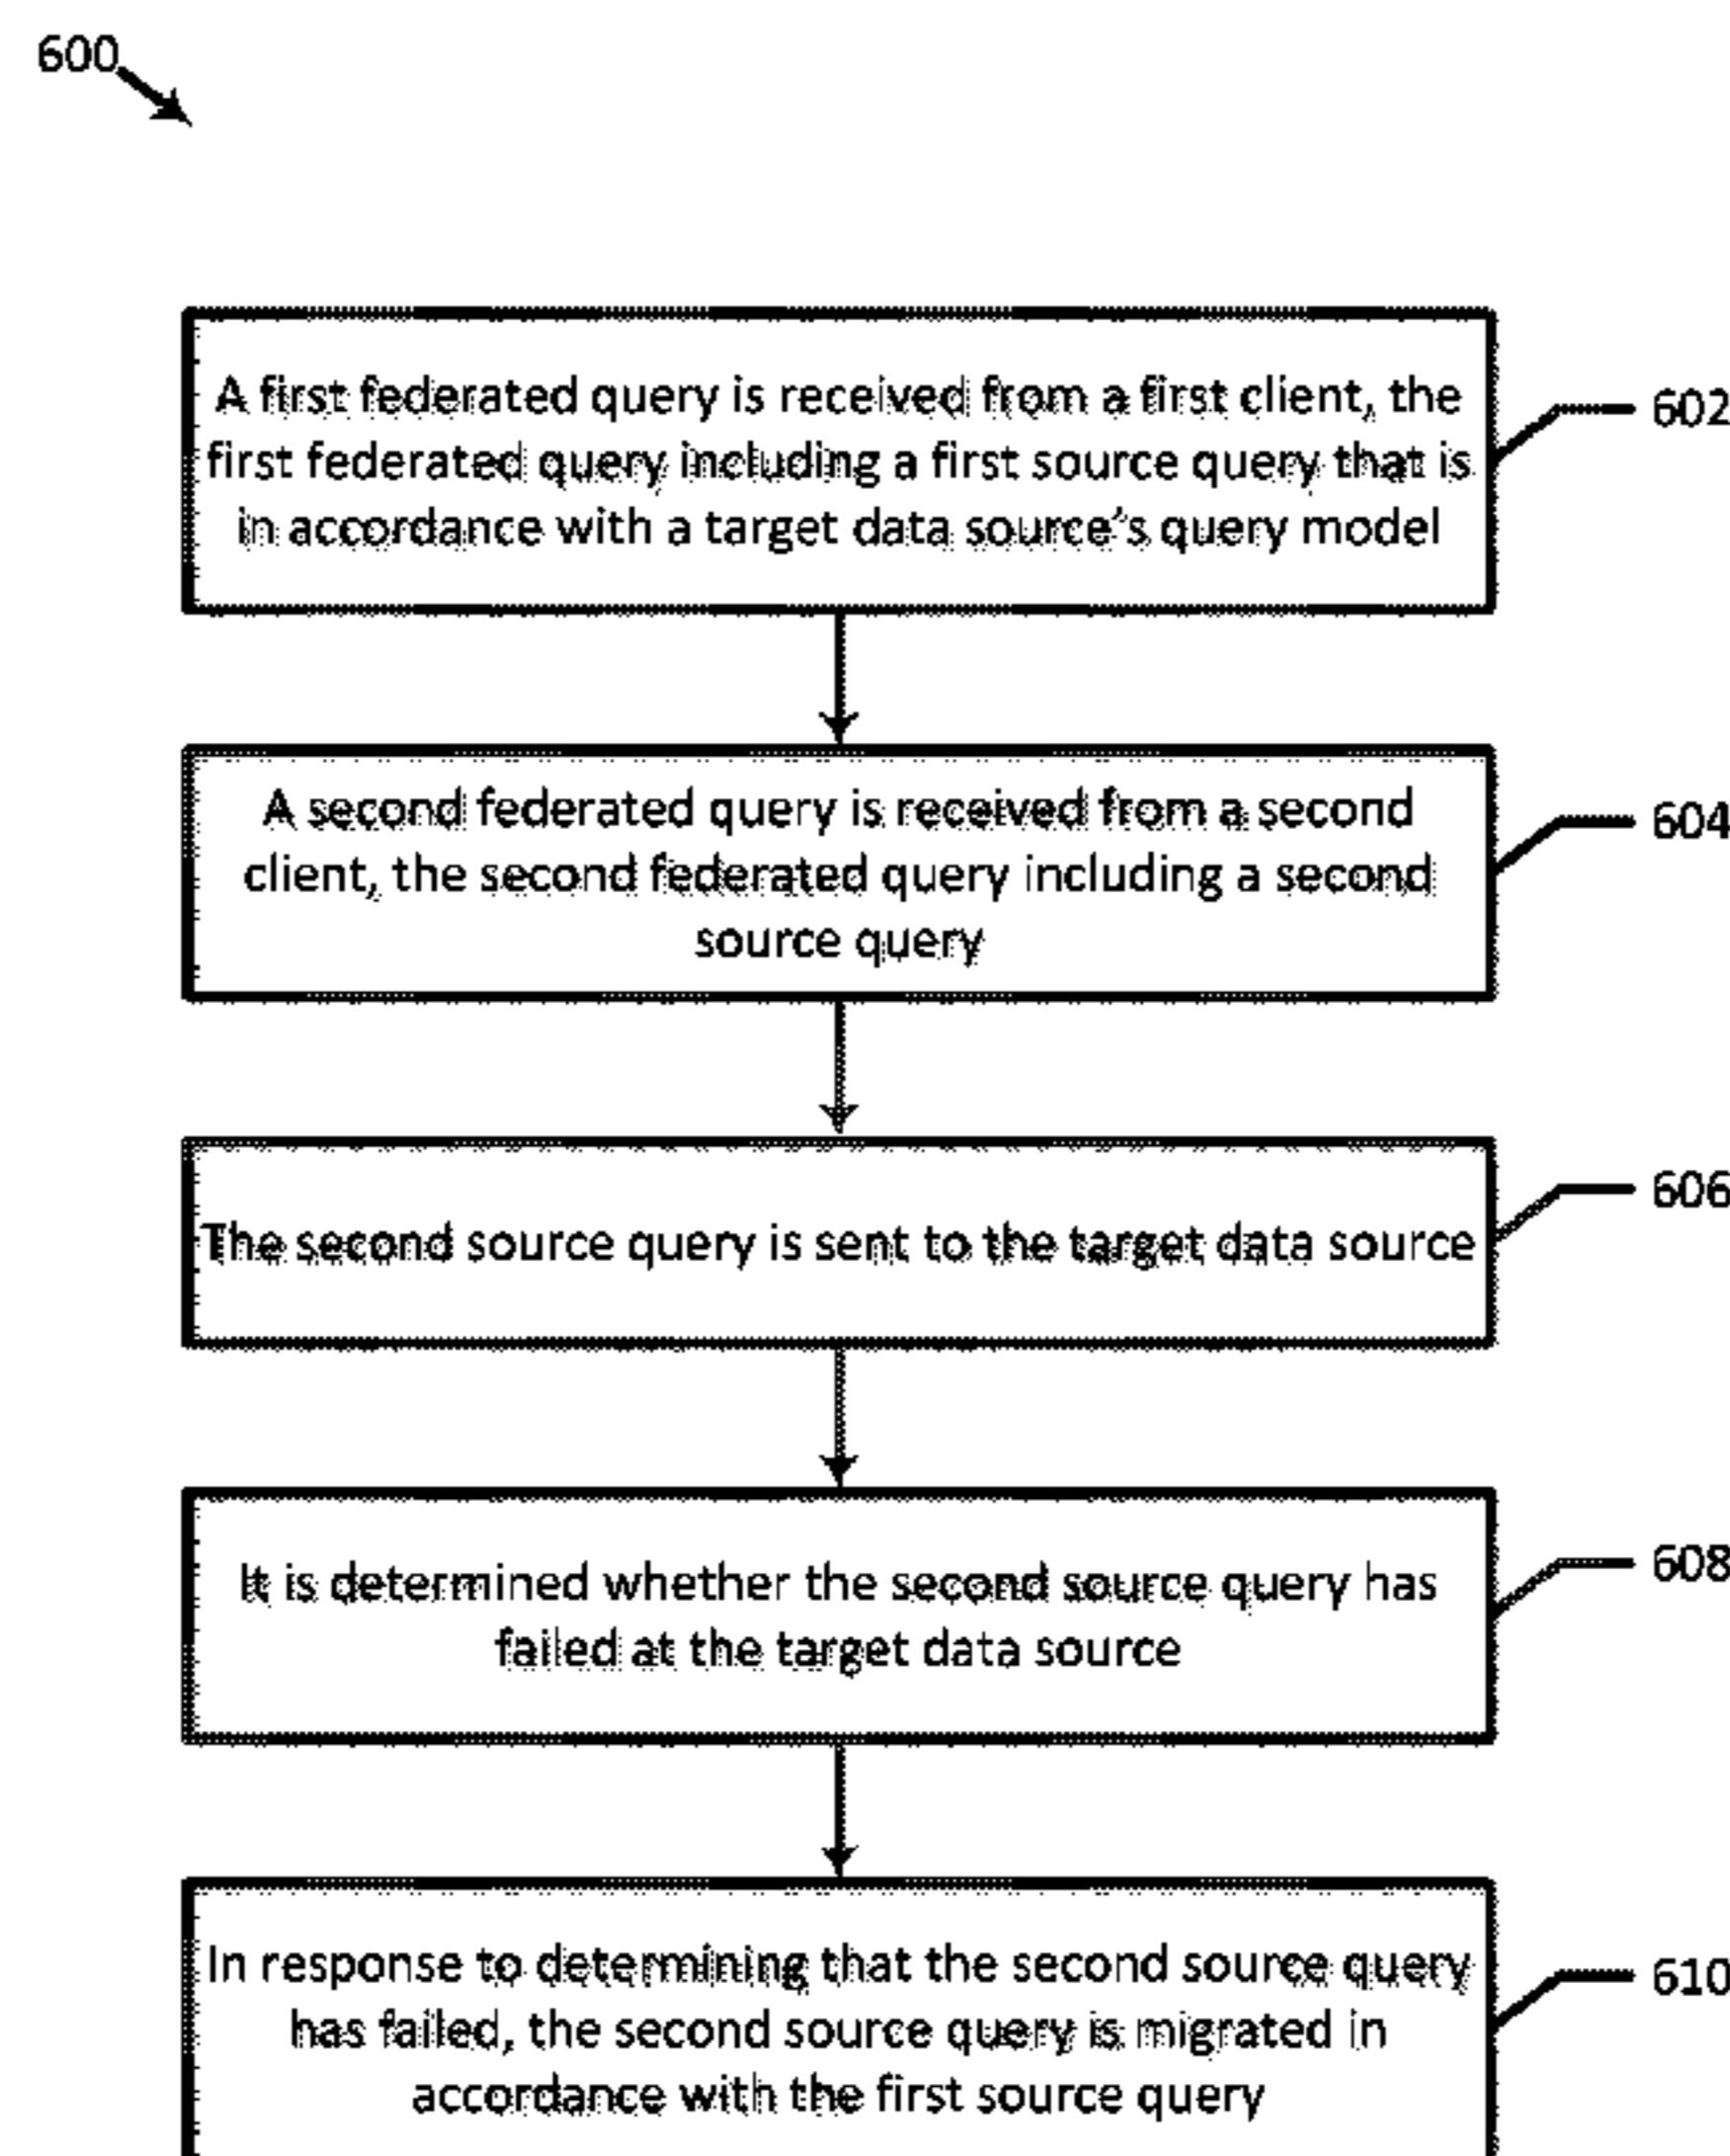 600
A first federated query is received from a first client, the
first federated query including a first source query that is
in accordance with a target data source's query model
602
A second federated query is received from a second
client, the second federated query including a second
source query
604
The second source query is sent to the target data source
606
It is determined whether the second source query has
failed at the target data source
608
In response to determining that the second source query
has failed, the second source query is migrated in
accordance with the first source query
610